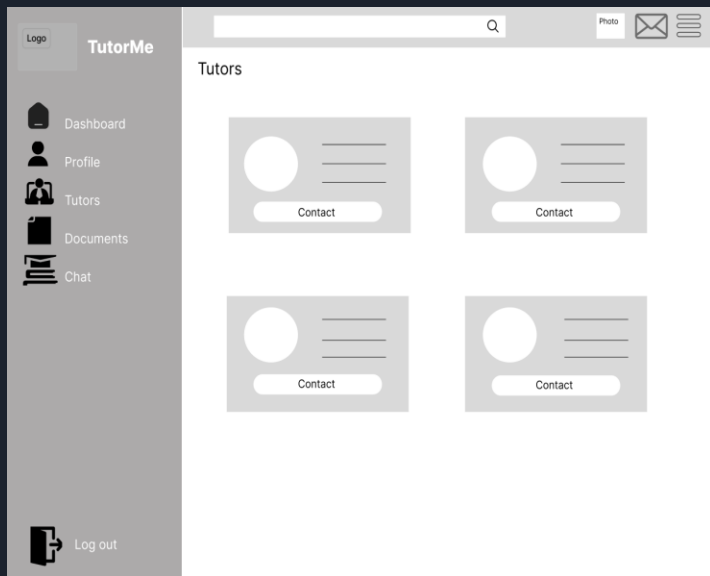 Logo
TutorMe
Photo
Tutors
Dashboard
Profile
Tutors
Documents
Chat
Contact
Contact
Contact
Contact
Log out